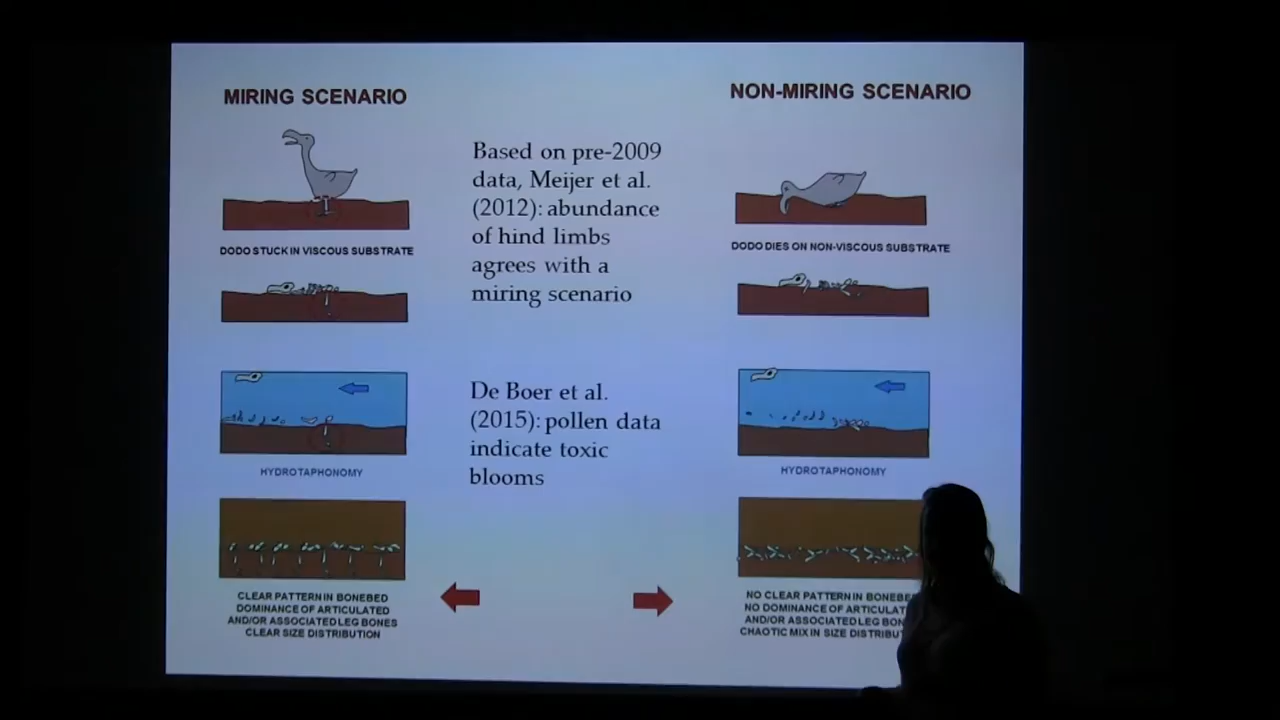 MIRING SCENARIO
DODO STUCK IN VISCOUS SUBSTRATE
HYDROTAPHONOMY
CLEAR PATTERN IN BONEBED
DOMINANCE OF ARTICULATED
AND/OR ASSOCIATED LEG BONES
CLEAR SIZE DISTRIBUTION
Based on pre-2009
data, Meijer et al.
(2012): abundance
of hind limbs
agrees with a
miring scenario
De Boer et al.
(2015): pollen data
indicate toxic
blooms
NON-MIRING SCENARIO
DODO DIES ON NON-VISCOUS SUBSTRATE
HYDROTAPHONOMY
NO CLEAR PATTERN IN BONEBE
NO DOMINANCE OF ARTICULAT
AND/OR ASSOCIATED LEG BON
CHAOTIC MIX IN SIZE DISTRIBU